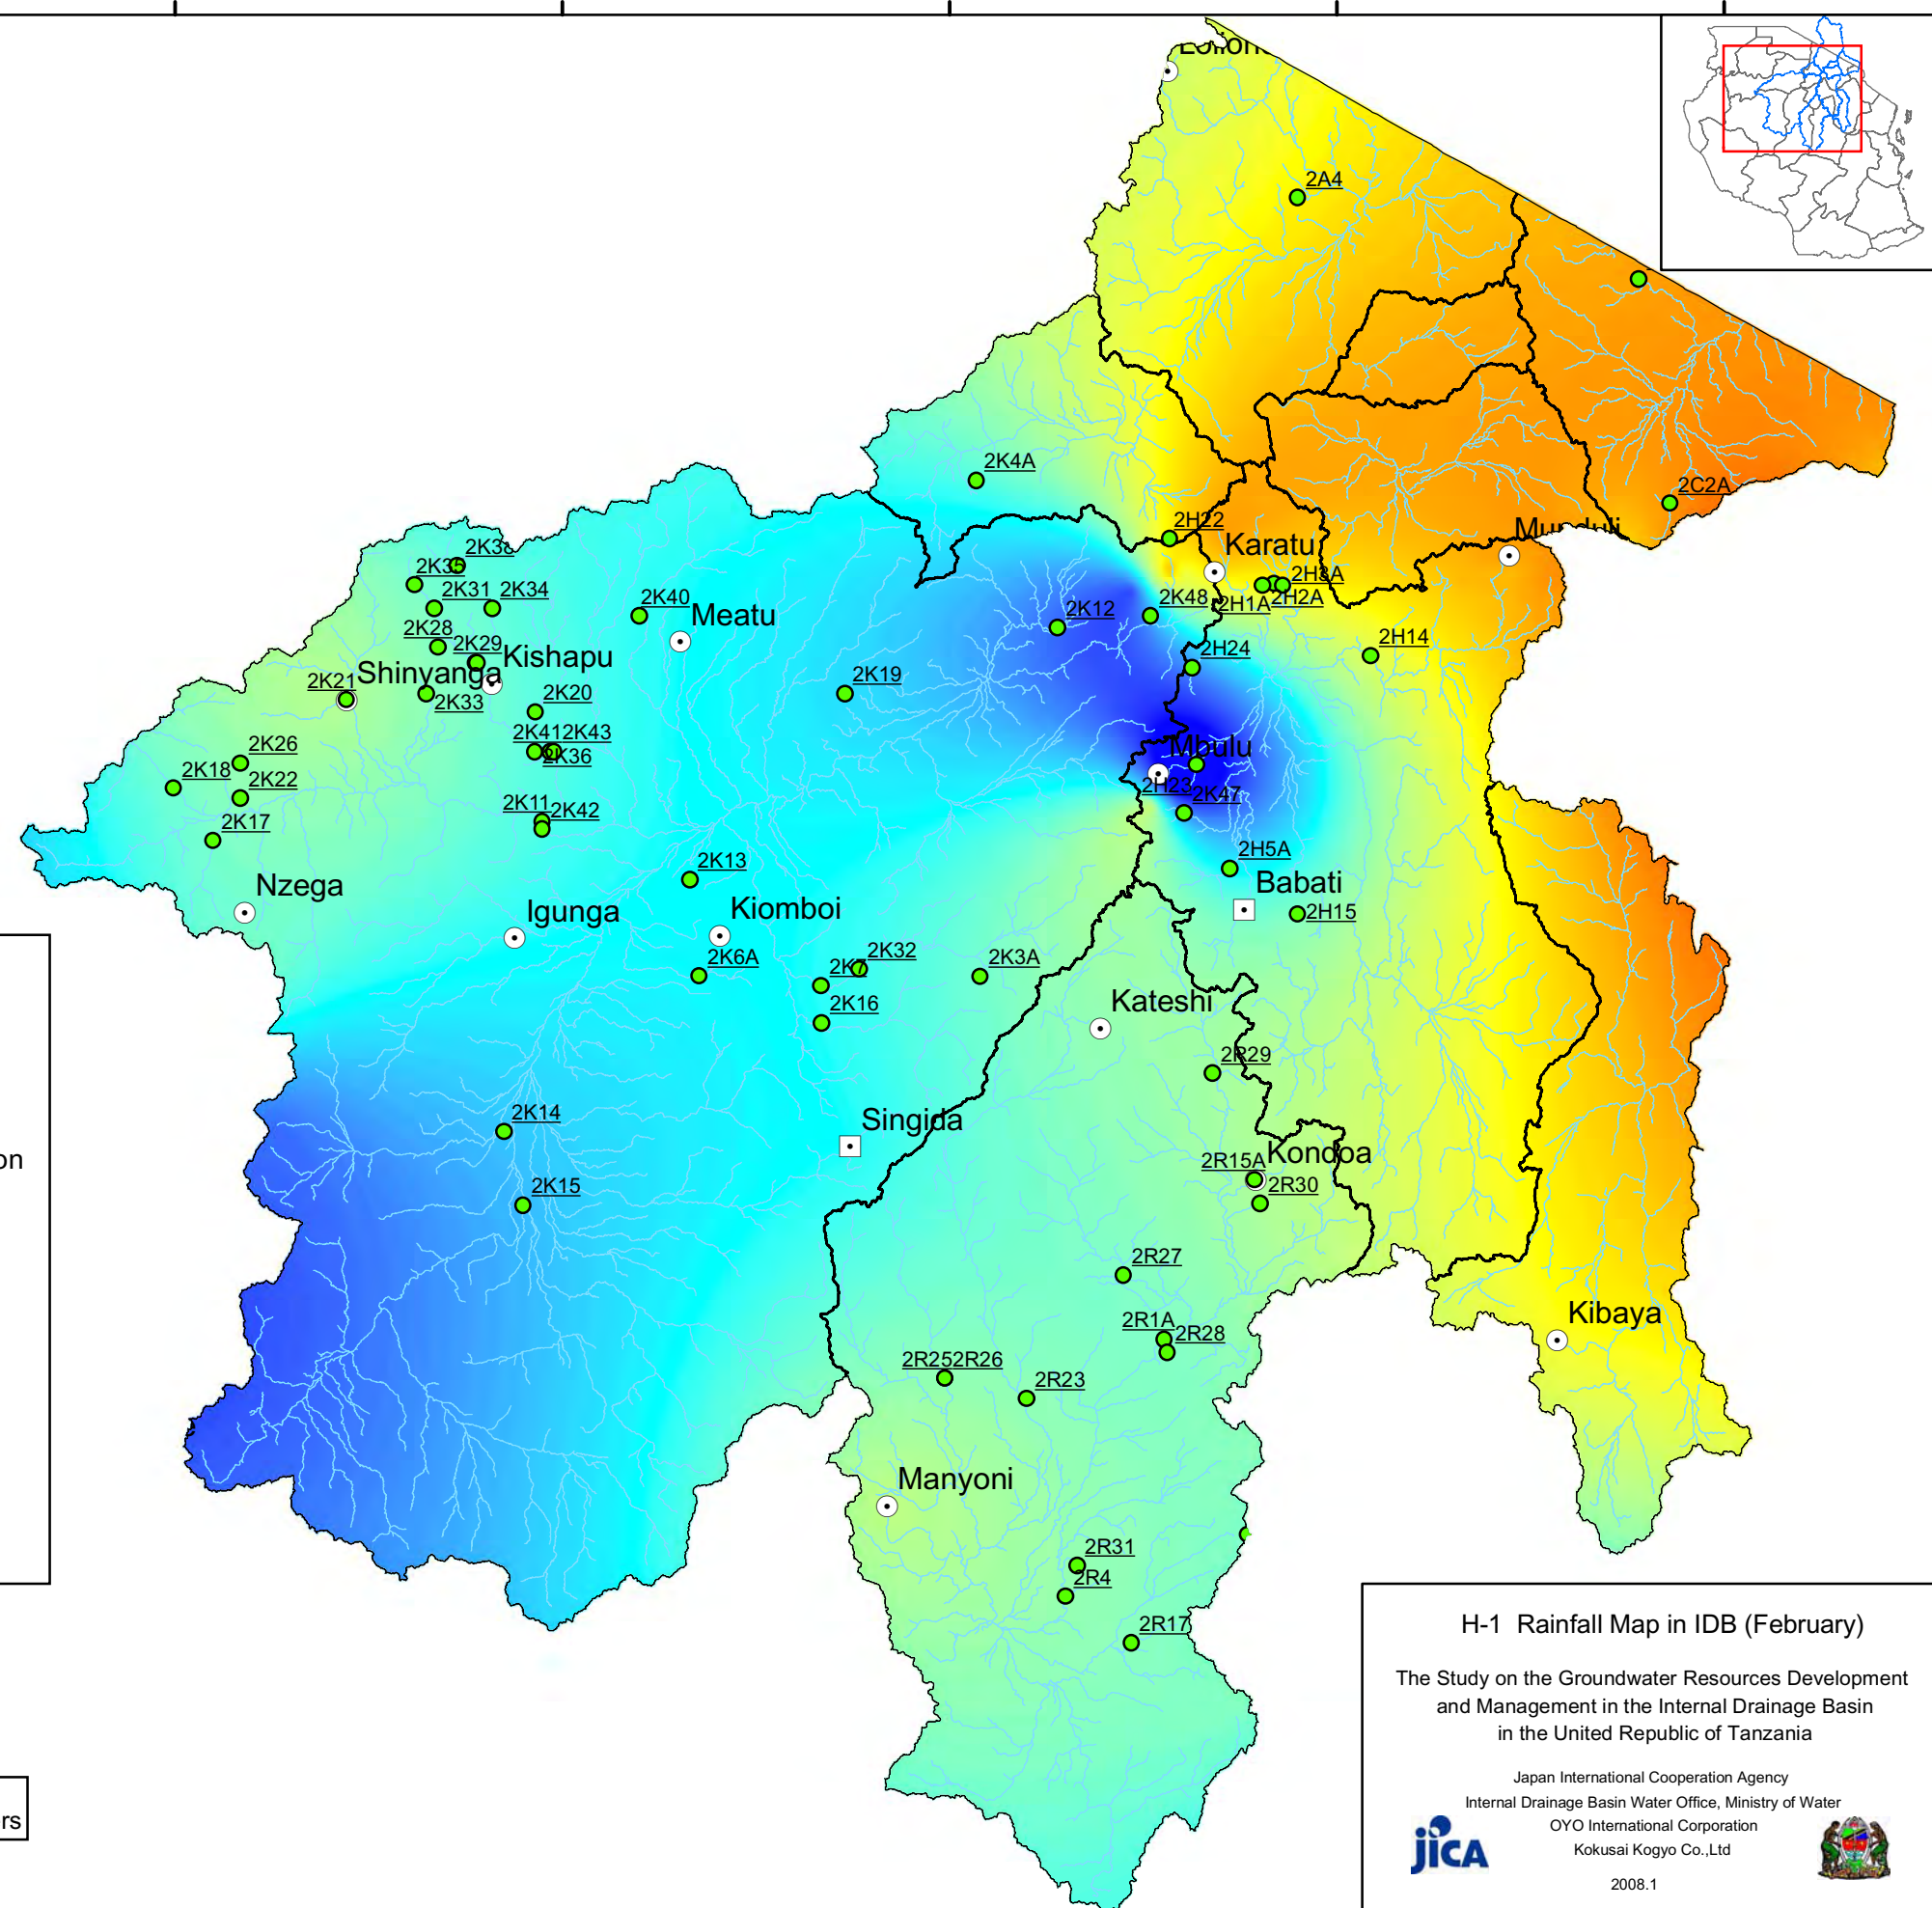 2A4
2K4A
2C2A
2H22
Karatu
2H3A
2H1A
2H2A
2K35
2K31
2K34
2K40
Meatu
2K12
2K48
2H14
2K28
2K29
Kishapu
2H24
2K21
Shinyanga
2K33
2K19
2K20
2K41
2K43
2K36
Mbulu
2K26
2K18
2K22
2H23
2K47
2K11
2K42
2K17
2K13
2H5A
Nzega
Babati
Igunga
Kiomboi
2H15
2K6A
2K7
2K32
2K3A
2K16
Kateshi
2R29
2K14
Singida
Kondoa
2R15A
2K15
2R30
2R27
2R1A
2R28
Kibaya
2R25
2R26
2R23
Manyoni
2R31
2R4
2R17
H-1 Rainfall Map in IDB (February)
The Study on the Groundwater Resources Development
and Management in the Internal Drainage Basin
in the United Republic of Tanzania
Japan International Cooperation Agency
Internal Drainage Basin Water Office, Ministry of Water
OYO International Corporation
Kokusai Kogyo Co.,Ltd
jICA
2008.1